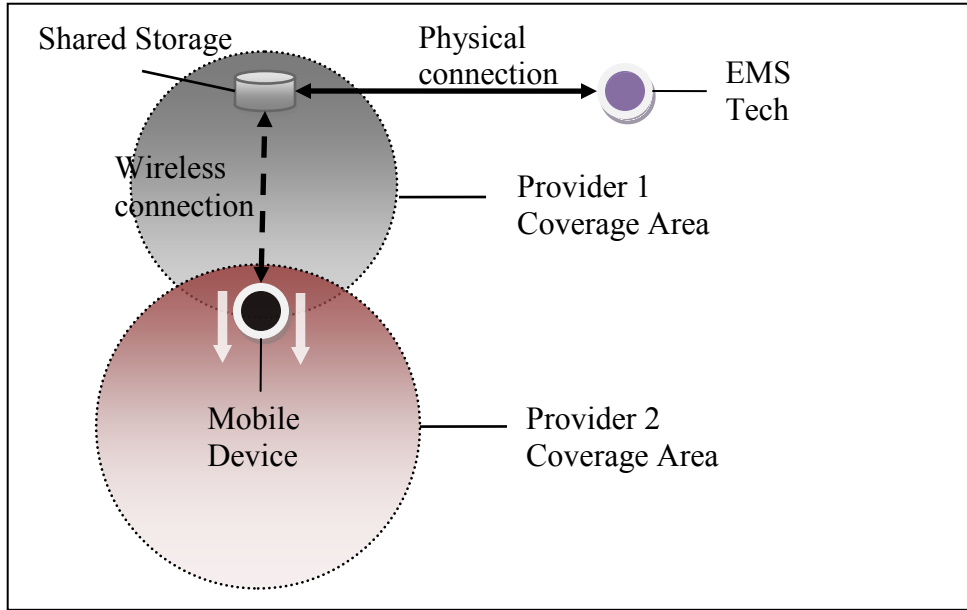 Shared Storage
Physical
connection
EMS
Tech
Wireless
connection
Provider 1
Coverage Area
Mobile
Device
Provider 2
Coverage Area